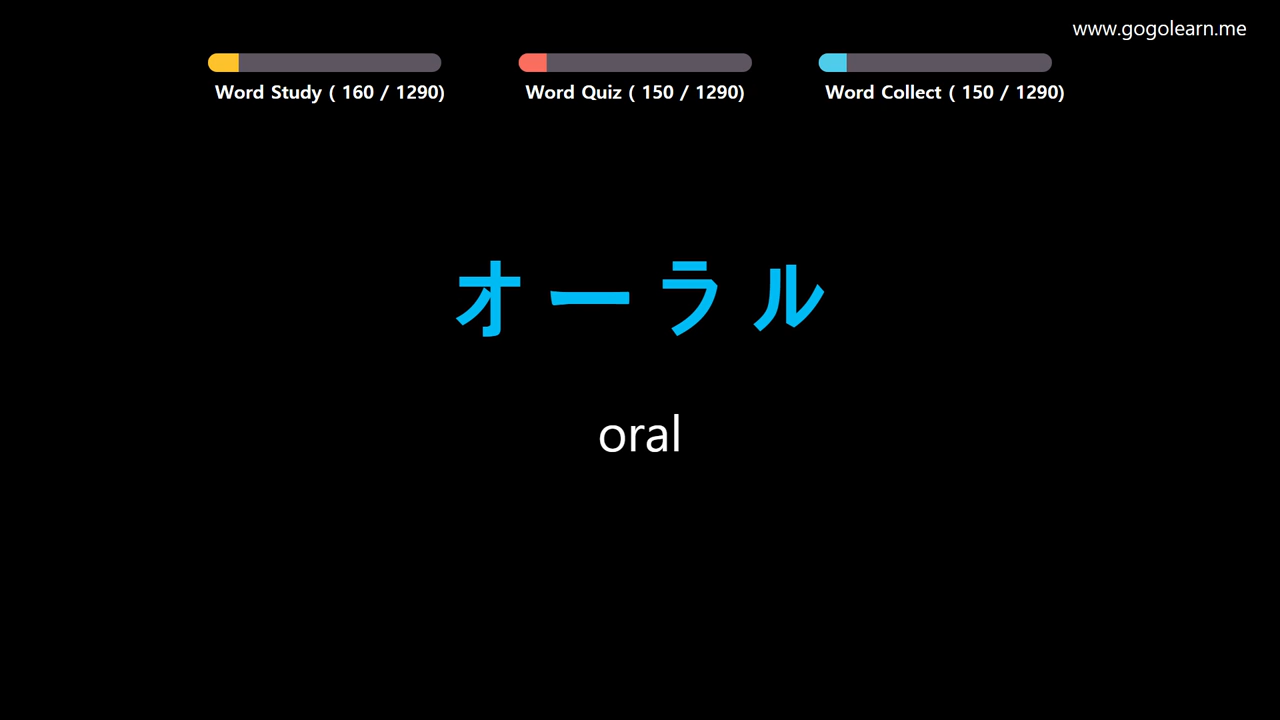 www.gogolearn.me
Word Study ( 160 / 1290)
Word Quiz ( 150 / 1290)
Word Collect ( 150 / 1290)
オーラル
oral